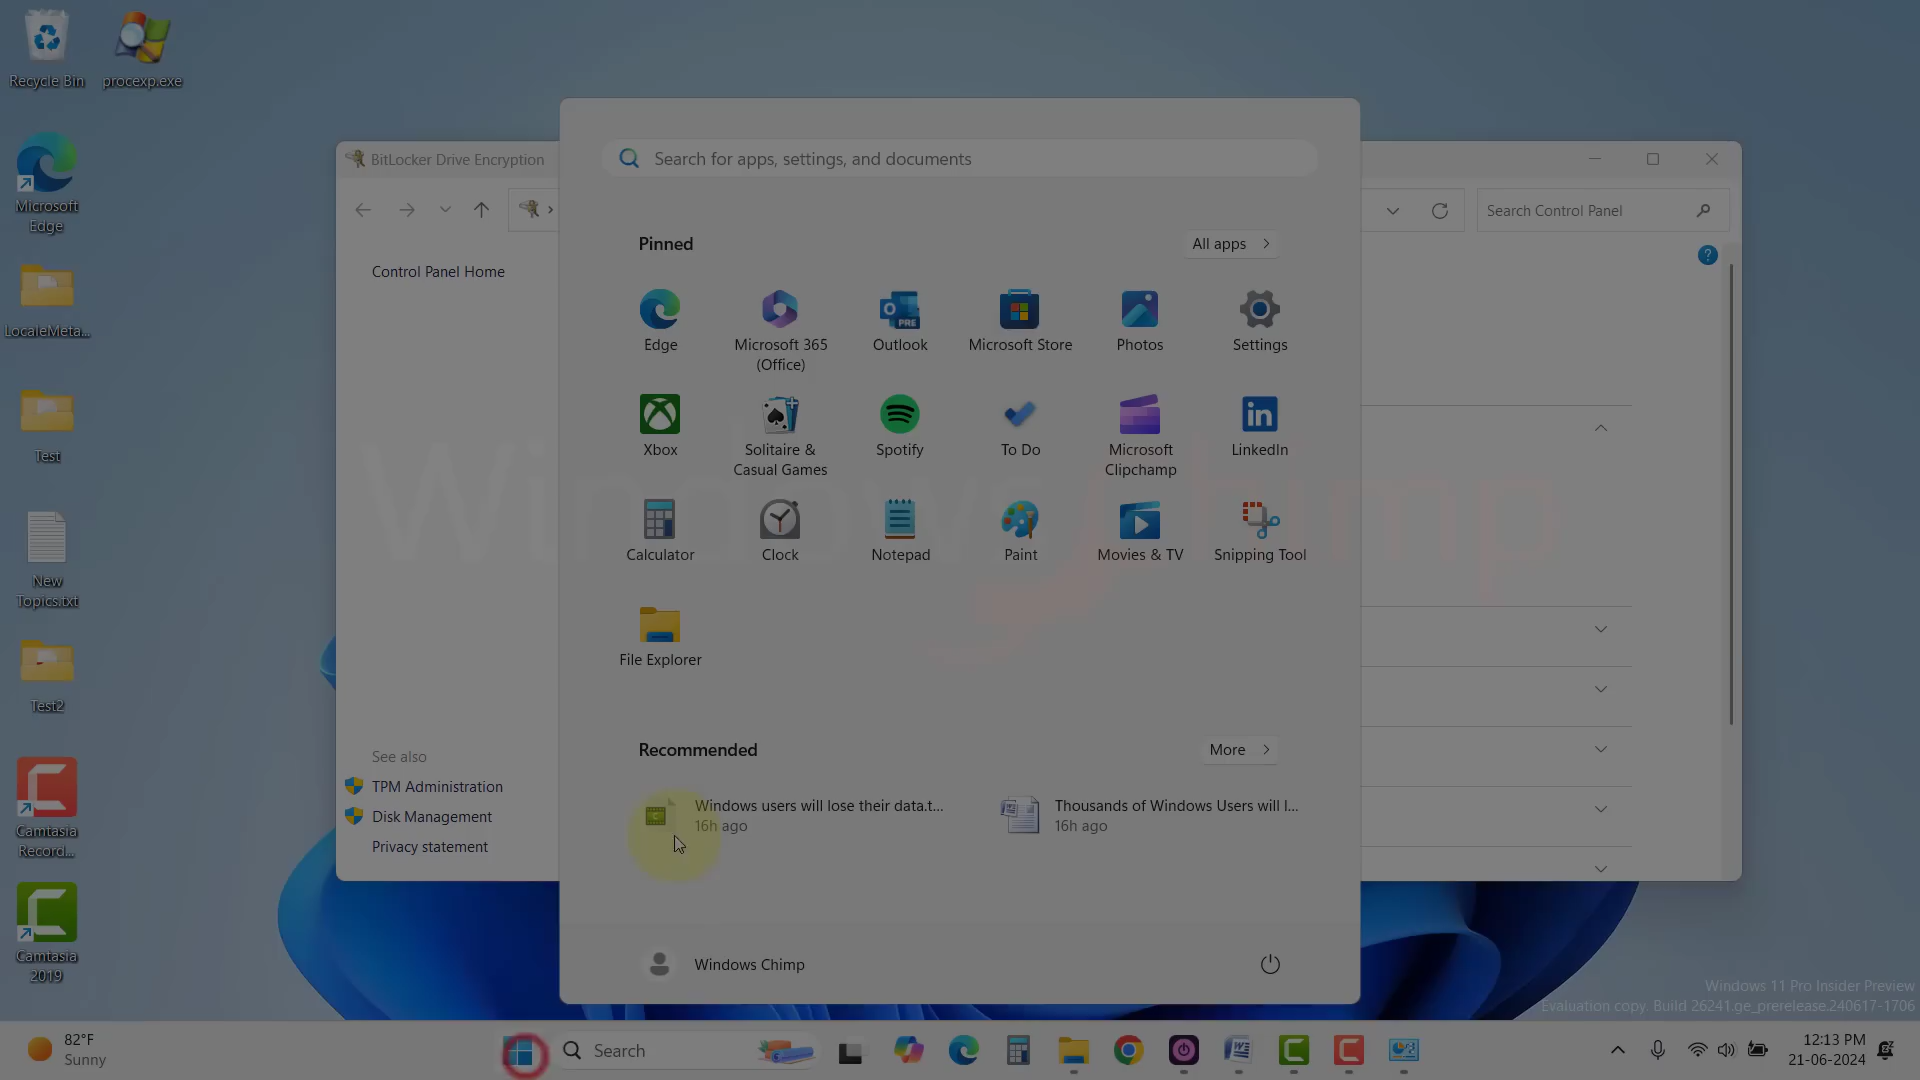 Recycle Bin
procexp.exe
Microsoft
Edge
LocaleMeta...
Test
New
Topics.txt
Test2
Camtasia
Record...
Camtasia
2019
BitLocker Drive Encryption
Search Control Panel
Control Panel Home
See also
TPM Administration
Disk Management
Privacy statement
Search for apps, settings, and documents
Pinned
All apps
Edge
Microsoft 365
(Office)
Outlook
PRE
Microsoft Store
Photos
Settings
Xbox
Solitaire &
Casual Games
Spotify
To Do
Microsoft
Clipchamp
LinkedIn
Calculator
Clock
Notepad
Paint
Movies & TV
Snipping Tool
File Explorer
Windows Chimp
Recommended
More
Windows users will lose their data.t...
16h ago
Thousands of Windows Users will l...
16h ago
Windows Chimp
Windows 11 Pro Insider Preview
Evaluation copy. Build 26241.ge_prerelease.240617-1706
82°F
Sunny
Search
12:13 PM
21-06-2024